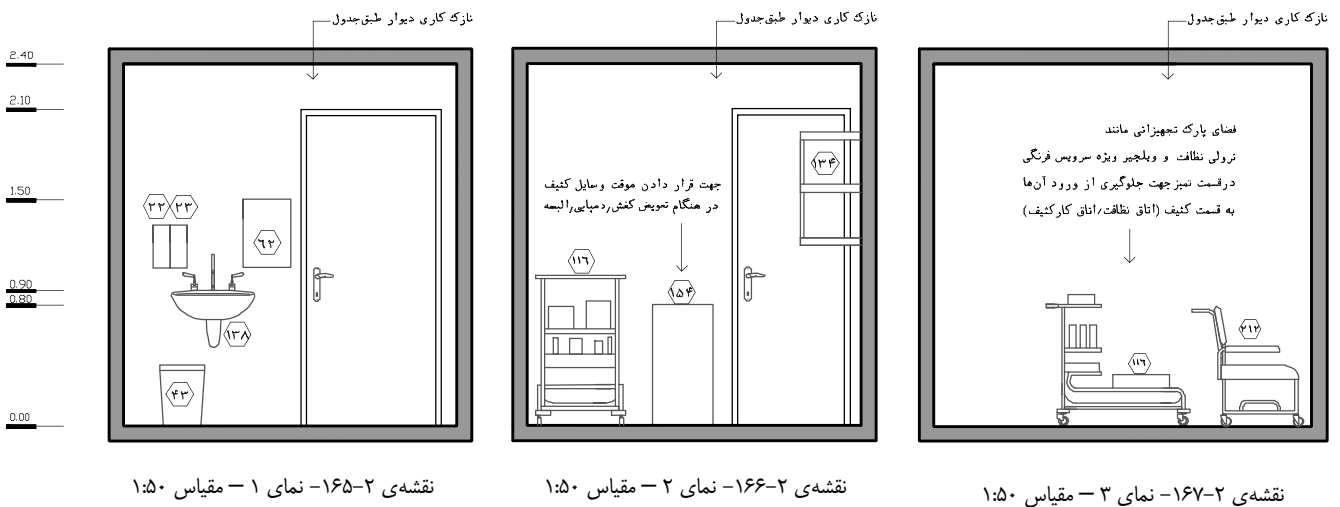 نازک کاری دیوار طبق جدول
نازک کاری دیوار طبق جدول
نازک کاری دیوار طبق جدول
2.40
2.10
1.50
0.90
0.80
0.00
۲۲
۲۳
۶۲
۱۳۸
۴۳
۱۳۴
جهت قرار دادن موقت وسایل کثیف
در هنگام تعویض کفش٫دمپایی٫البسه
۱۱۶
۱۵۴
فضای پارک تجهیزاتی مانند
ترولی نظافت و ویلچیر ویژه سرویس فرنگی
درقسمت تمیز جهت جلوگیری از ورود آن‌ها
به قسمت کثیف (اتاق نظافت٫اتاق کارکثیف)
۱۱۶
۲۱۲
نقشه‌ی ۲-۱۶۵- نمای ۱ – مقیاس ۱:۵۰
نقشه‌ی ۲-۱۶۶- نمای ۲ – مقیاس ۱:۵۰
نقشه‌ی ۲-۱۶۷- نمای ۳ – مقیاس ۱:۵۰